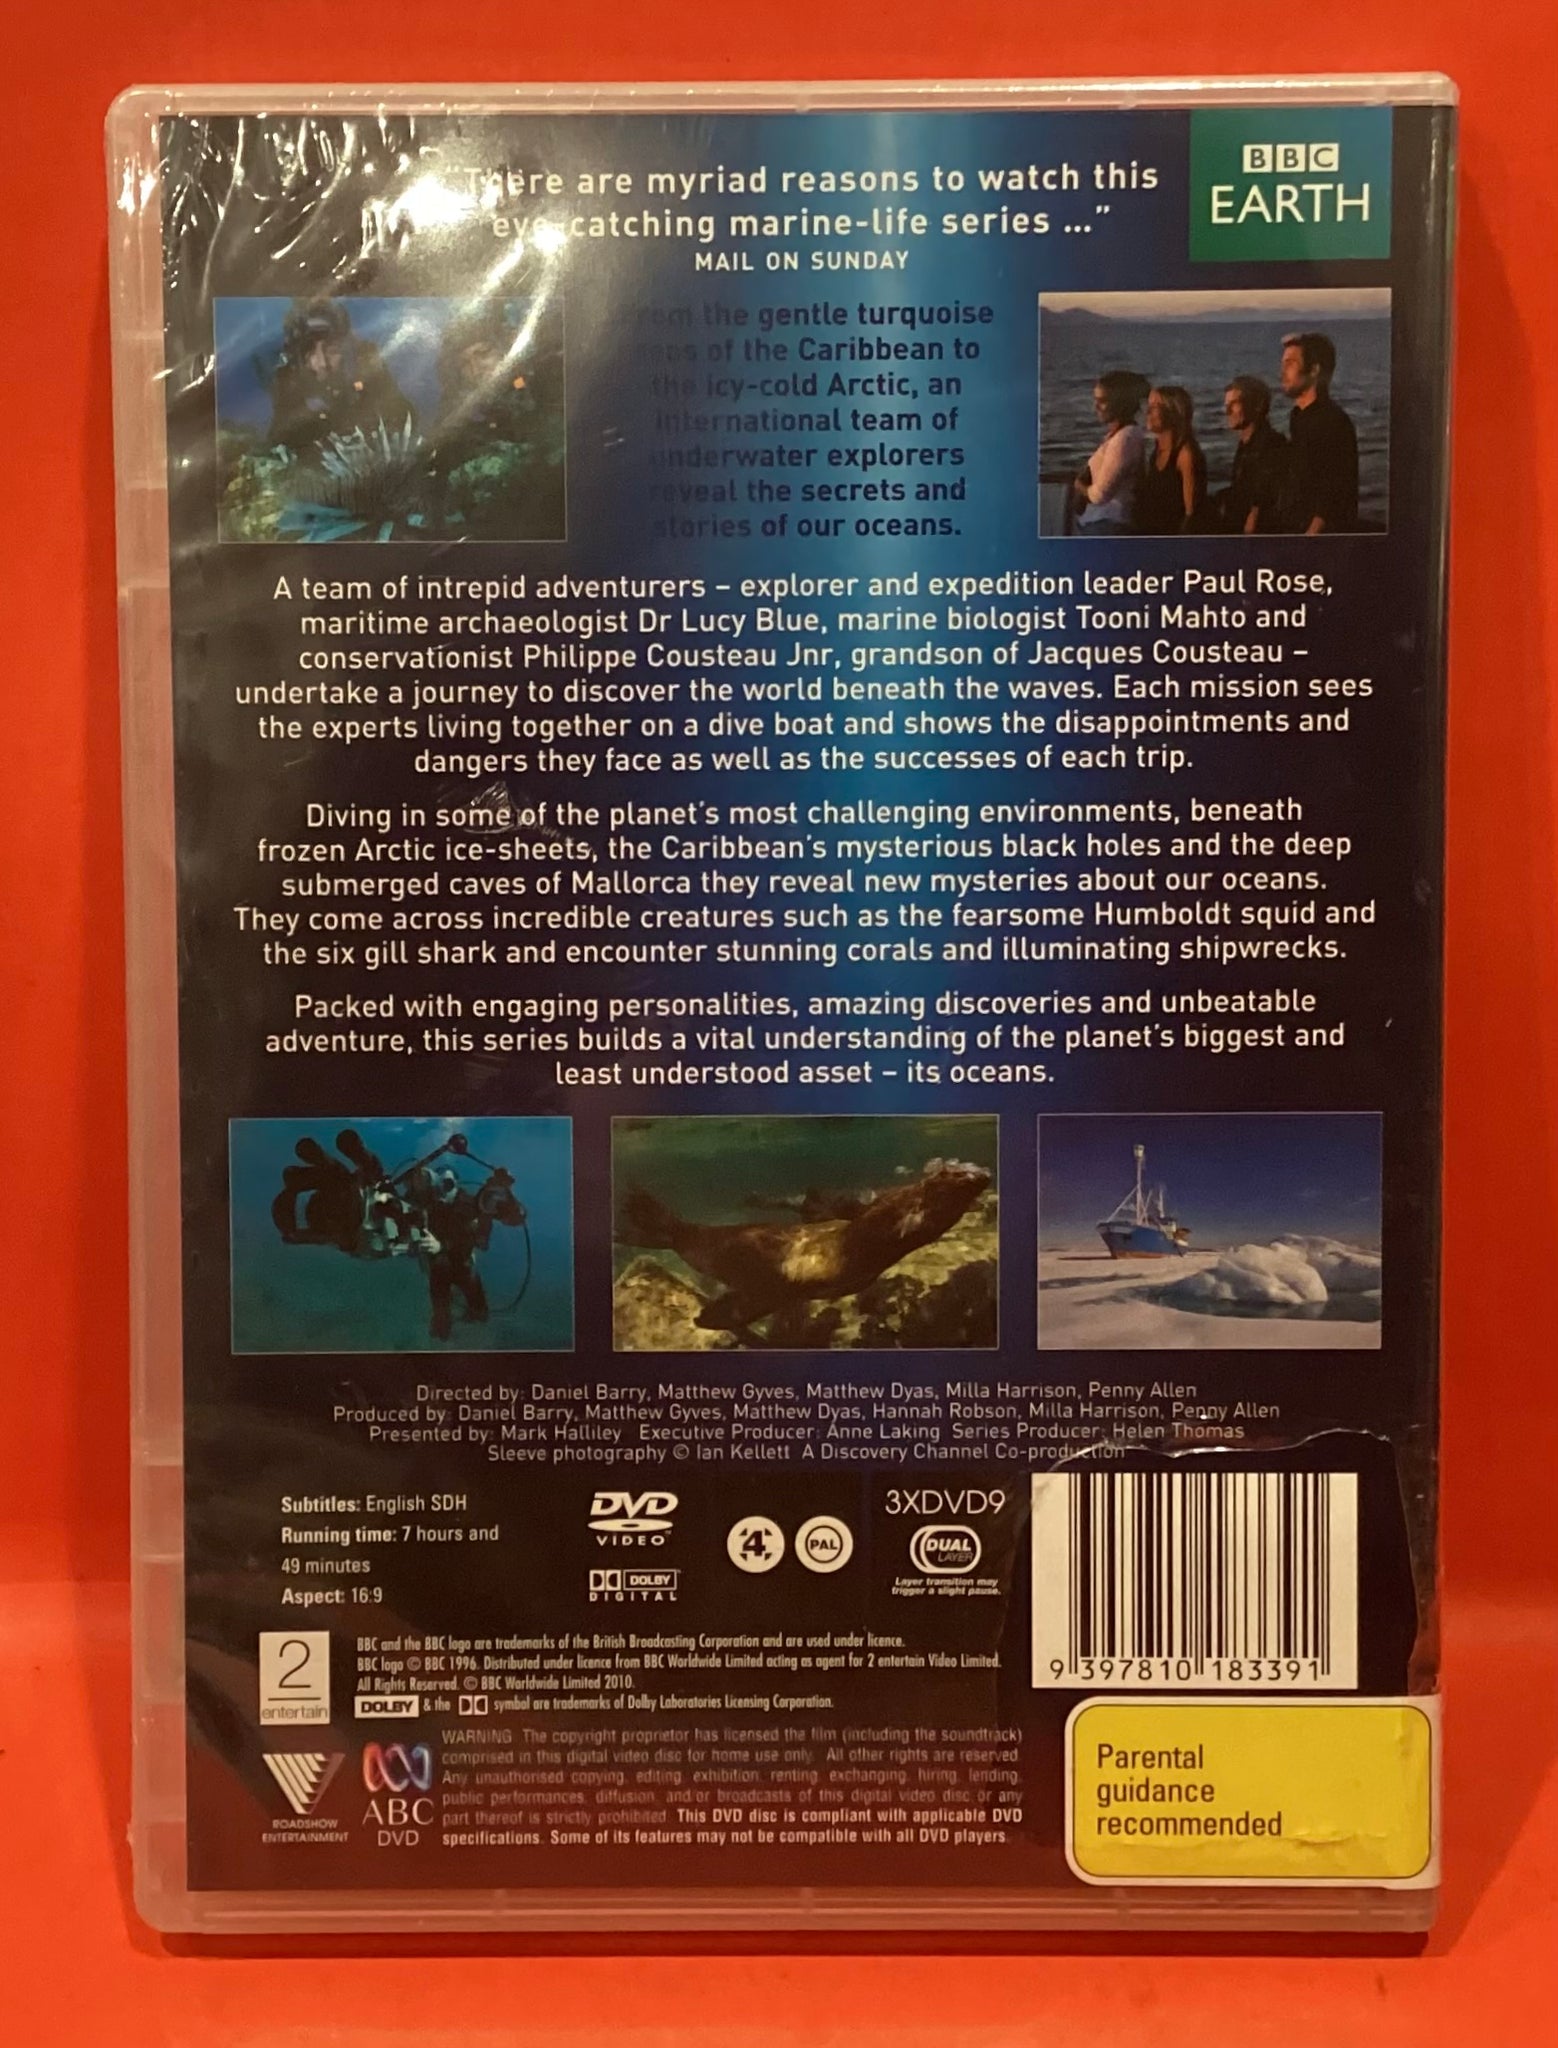 "There are myriad reasons to watch this
eye-catching marine-life series ..."
MAIL ON SUNDAY
BBC
EARTH
From the gentle turquoise
seas of the Caribbean to
the icy-cold Arctic, an
international team of
underwater explorers
reveal the secrets and
stories of our oceans.
A team of intrepid adventurers – explorer and expedition leader Paul Rose,
maritime archaeologist Dr Lucy Blue, marine biologist Tooni Mahto and
conservationist Philippe Cousteau Jnr, grandson of Jacques Cousteau –
undertake a journey to discover the world beneath the waves. Each mission sees
the experts living together on a dive boat and shows the disappointments and
dangers they face as well as the successes of each trip.
Diving in some of the planet's most challenging environments, beneath
frozen Arctic ice-sheets, the Caribbean's mysterious black holes and the deep
submerged caves of Mallorca they reveal new mysteries about our oceans.
They come across incredible creatures such as the fearsome Humboldt squid and
the six gill shark and encounter stunning corals and illuminating shipwrecks.
Packed with engaging personalities, amazing discoveries and unbeatable
adventure, this series builds a vital understanding of the planet's biggest and
least understood asset – its oceans.
Directed by: Daniel Barry, Matthew Gyves, Matthew Dyas, Milla Harrison, Penny Allen
Produced by: Daniel Barry, Matthew Gyves, Matthew Dyas, Hannah Robson, Milla Harrison, Penny Allen
Presented by: Mark Halliley Executive Producer: Anne Laking Series Producer: Helen Thomas
Sleeve photography © Ian Kellett A Discovery Channel Co-production
Subtitles: English SDH
Running time: 7 hours and
49 minutes
Aspect: 16:9
DVD
VIDEO™
DOLBY
DIGITAL
4
PAL
3XDVD9
DUAL
LAYER
Layer transition may
trigger a slight pause.
9 397810 183391
2
entertain
BBC and the BBC logo are trademarks of the British Broadcasting Corporation and are used under licence.
BBC logo © BBC 1996. Distributed under licence from BBC Worldwide Limited acting as agent for 2 entertain Video Limited.
All Rights Reserved. © BBC Worldwide Limited 2010.
DOLBY & the symbol are trademarks of Dolby Laboratories Licensing Corporation.
ROADSHOW
ENTERTAINMENT
ABC
DVD
WARNING: The copyright proprietor has licensed the film (including the soundtrack)
comprised in this digital video disc for home use only. All other rights are reserved.
Any unauthorised copying, editing, exhibition, renting, exchanging, hiring, lending,
public performances, diffusion, and/or broadcasts of this digital video disc or any
part thereof is strictly prohibited. This DVD disc is compliant with applicable DVD
specifications. Some of its features may not be compatible with all DVD players.
Parental
guidance
recommended